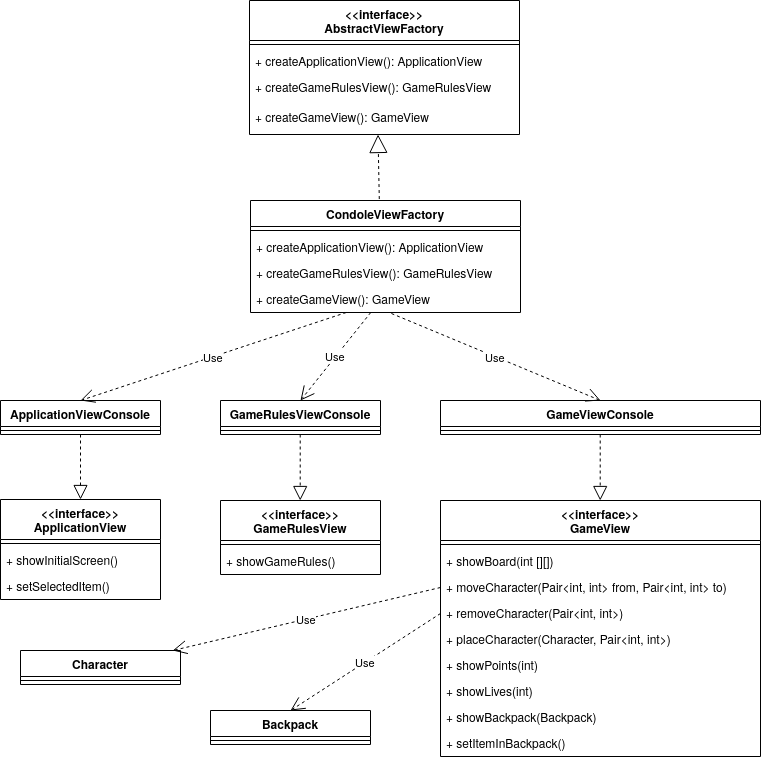 <<interface>>
AbstractViewFactory
+ createApplicationView(): ApplicationView
+ createGameRulesView(): GameRulesView
+ createGameView(): GameView
CondoleViewFactory
+ createApplicationView(): ApplicationView
+ createGameRulesView(): GameRulesView
+ createGameView(): GameView
Use
Use
Use
ApplicationViewConsole
GameRulesViewConsole
GameViewConsole
<<interface>>
ApplicationView
+ showInitialScreen()
+ setSelectedItem()
<<interface>>
GameRulesView
+ showGameRules()
<<interface>>
GameView
+ showBoard(int [][])
+ moveCharacter(Pair<int, int> from, Pair<int, int> to)
+ removeCharacter(Pair<int, int>)
+ placeCharacter(Character, Pair<int, int>)
+ showPoints(int)
+ showLives(int)
+ showBackpack(Backpack)
+ setItemInBackpack()
Use
Use
Character
Backpack